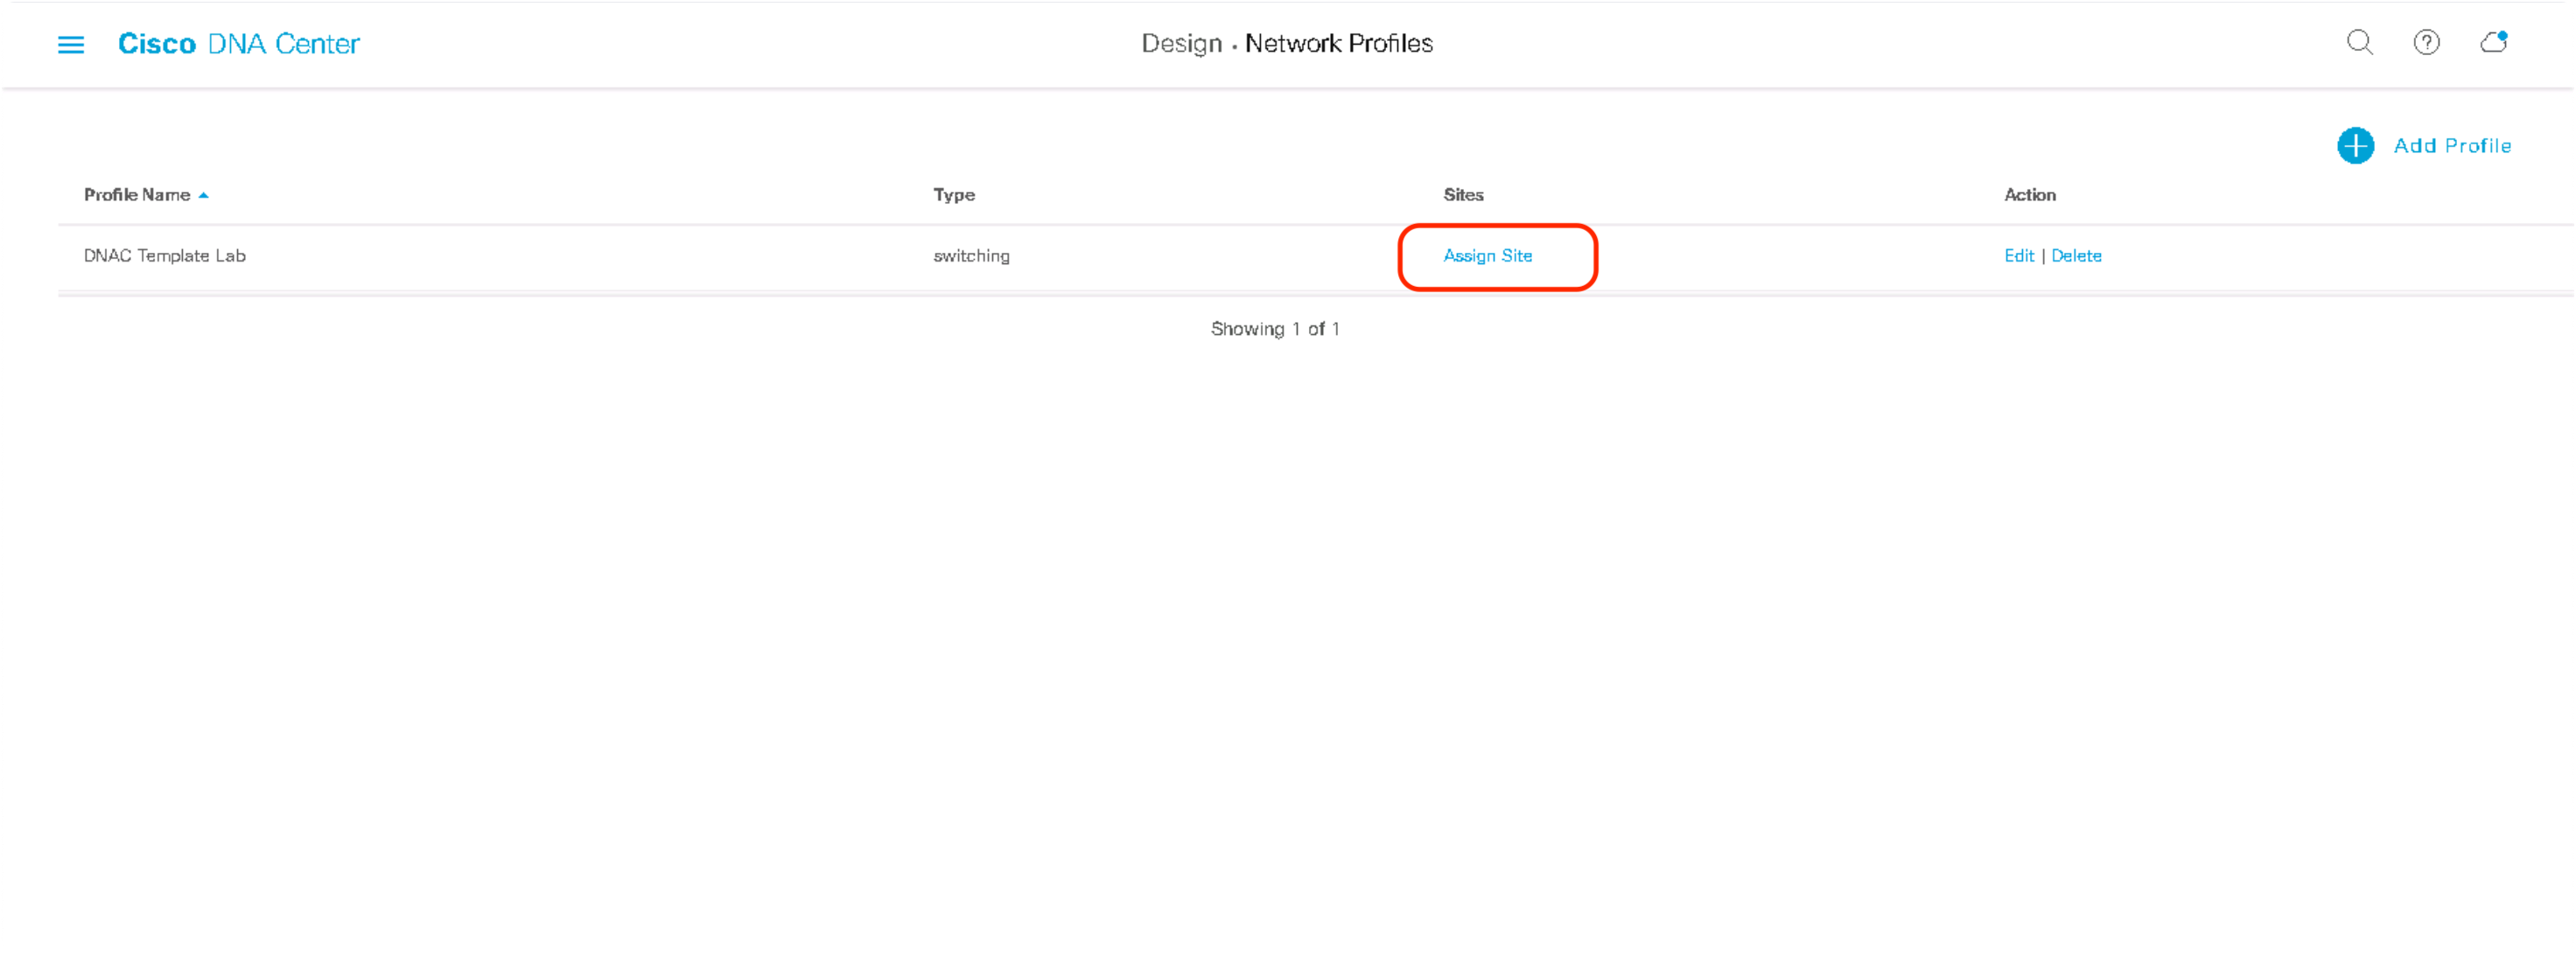 Cisco DNA Center Design · Network Profiles ?
Add Profile
Profile Name Type Sites Action
DNAC Template Lab switching Assign Site Edit | Delete
Showing 1 of 1